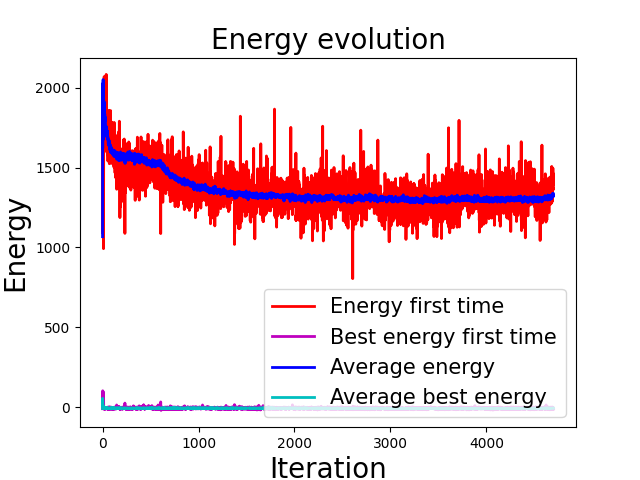 Energy evolution
2000
1500
1000
500
0
Energy
Energy first time
Best energy first time
Average energy
Average best energy
0 1000 2000 3000 4000
Iteration